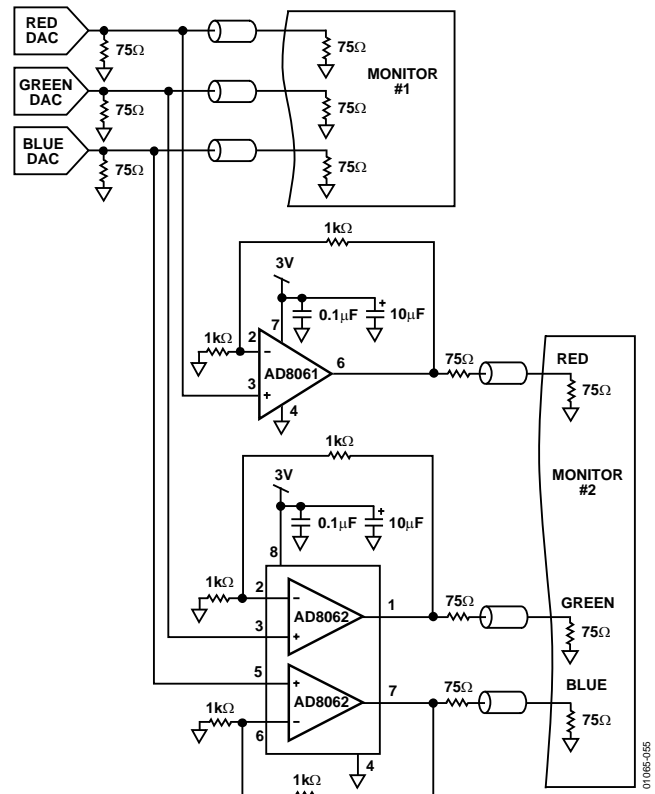 RED
DAC
75Ω
75Ω
GREEN
DAC
75Ω
75Ω
MONITOR
#1
BLUE
DAC
75Ω
75Ω
1kΩ
3V
7
0.1μF
10μF
+
1kΩ
2
−
AD8061
6
3
+
4
75Ω
RED
75Ω
1kΩ
3V
MONITOR
#2
8
0.1μF
10μF
+
1kΩ
2
−
AD8062
1
3
+
75Ω
GREEN
75Ω
5
+
AD8062
7
1kΩ
6
−
75Ω
BLUE
75Ω
4
1kΩ
01065-055